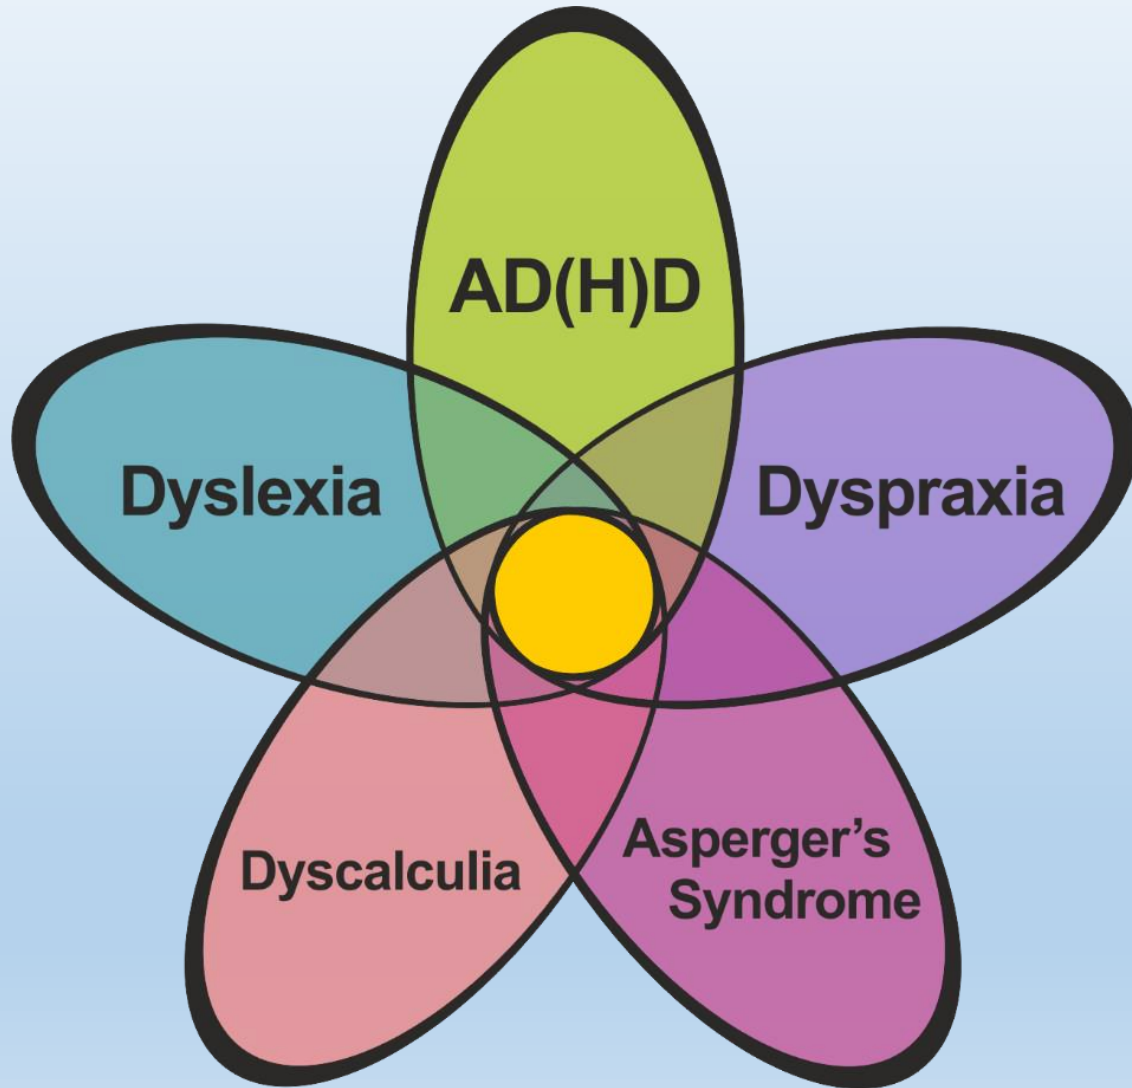 AD(H)D
Dyslexia
Dyspraxia
Dyscalculia
Asperger’s
Syndrome